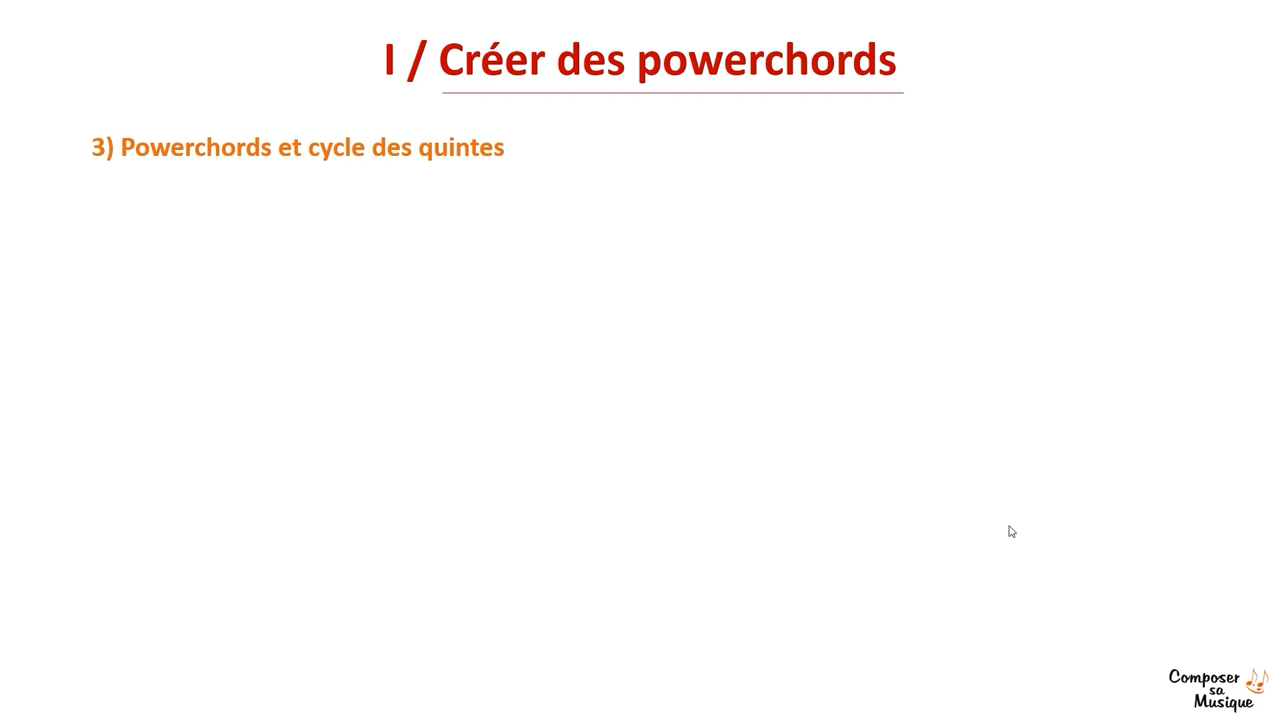 I / Créer des powerchords
3) Powerchords et cycle des quintes
Composer
sa
Musique